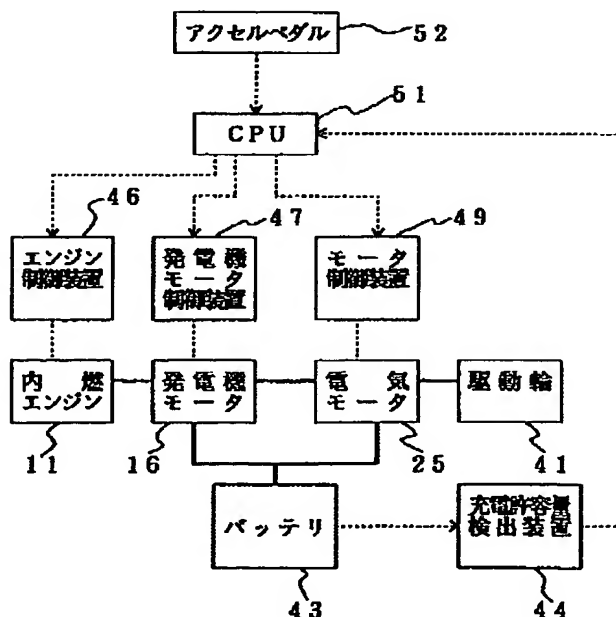 アクセルペダル
52
51
CPU
46
47
49
エンジン
制御装置
発電機
モータ
制御装置
モータ
制御装置
内燃
エンジン
発電機
モータ
電気
モータ
駆動輪
11
16
25
41
バッテリ
充電許容量
検出装置
43
44